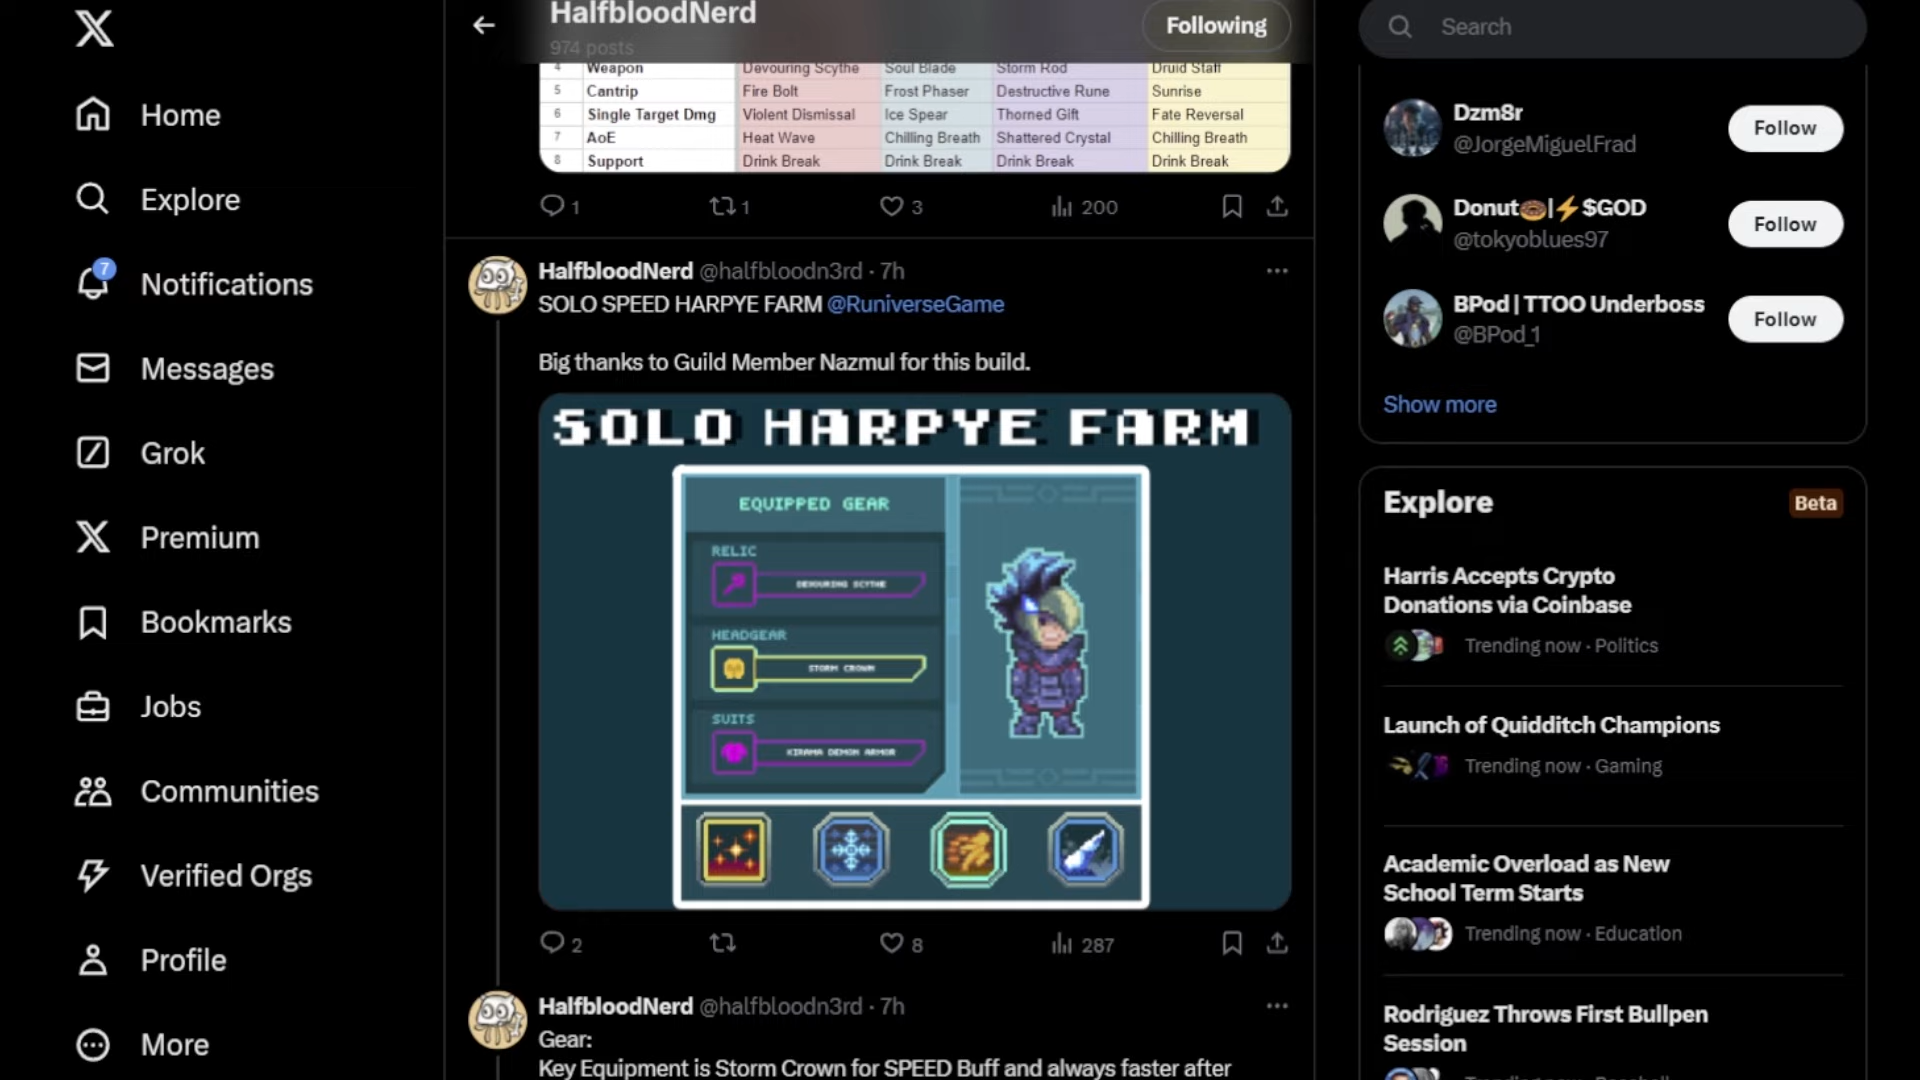 Home
Explore
7
Notifications
Messages
Grok
Premium
Bookmarks
Jobs
Communities
Verified Orgs
Profile
More
HalfbloodNerd
974 posts
Following
4 Weapon Devouring Scythe Soul Blade Storm Rod Druid Staff
5 Cantrip Fire Bolt Frost Phaser Destructive Rune Sunrise
6 Single Target Dmg Violent Dismissal Ice Spear Thorned Gift Fate Reversal
7 AoE Heat Wave Chilling Breath Shattered Crystal Chilling Breath
8 Support Drink Break Drink Break Drink Break Drink Break
1 1 3 200
HalfbloodNerd @halfbloodn3rd · 7h
SOLO SPEED HARPYE FARM @RuniverseGame
Big thanks to Guild Member Nazmul for this build.
SOLO HARPYE FARM
EQUIPPED GEAR
RELIC
DEVOURING SCYTHE
HEADGEAR
STORM CROWN
SUITS
KIRAMA DEMON ARMOR
2 8 287
HalfbloodNerd @halfbloodn3rd · 7h
Gear:
Key Equipment is Storm Crown for SPEED Buff and always faster after
Search
Dzm8r
@JorgeMiguelFrad
Follow
Donut🍩|⚡$GOD
@tokyoblues97
Follow
BPod | TTOO Underboss
@BPod_1
Follow
Show more
Explore
Beta
Harris Accepts Crypto
Donations via Coinbase
Trending now · Politics
Launch of Quidditch Champions
Trending now · Gaming
Academic Overload as New
School Term Starts
Trending now · Education
Rodriguez Throws First Bullpen
Session